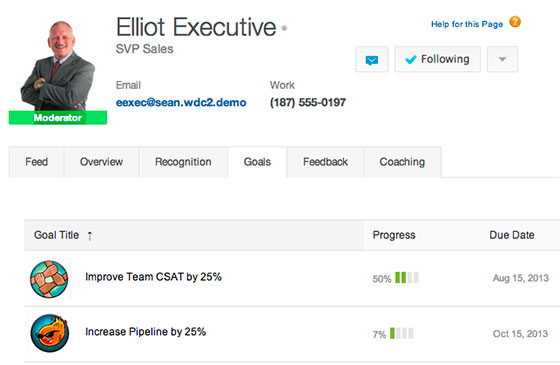 Elliot Executive
Help for this Page ?
SVP Sales
Following
Email
Work
eexec@sean.wdc2.demo
(187) 555-0197
Moderator
Feed
Overview
Recognition
Goals
Feedback
Coaching
Goal Title ↑
Progress
Due Date
Improve Team CSAT by 25%
50%
Aug 15, 2013
Increase Pipeline by 25%
7%
Oct 15, 2013